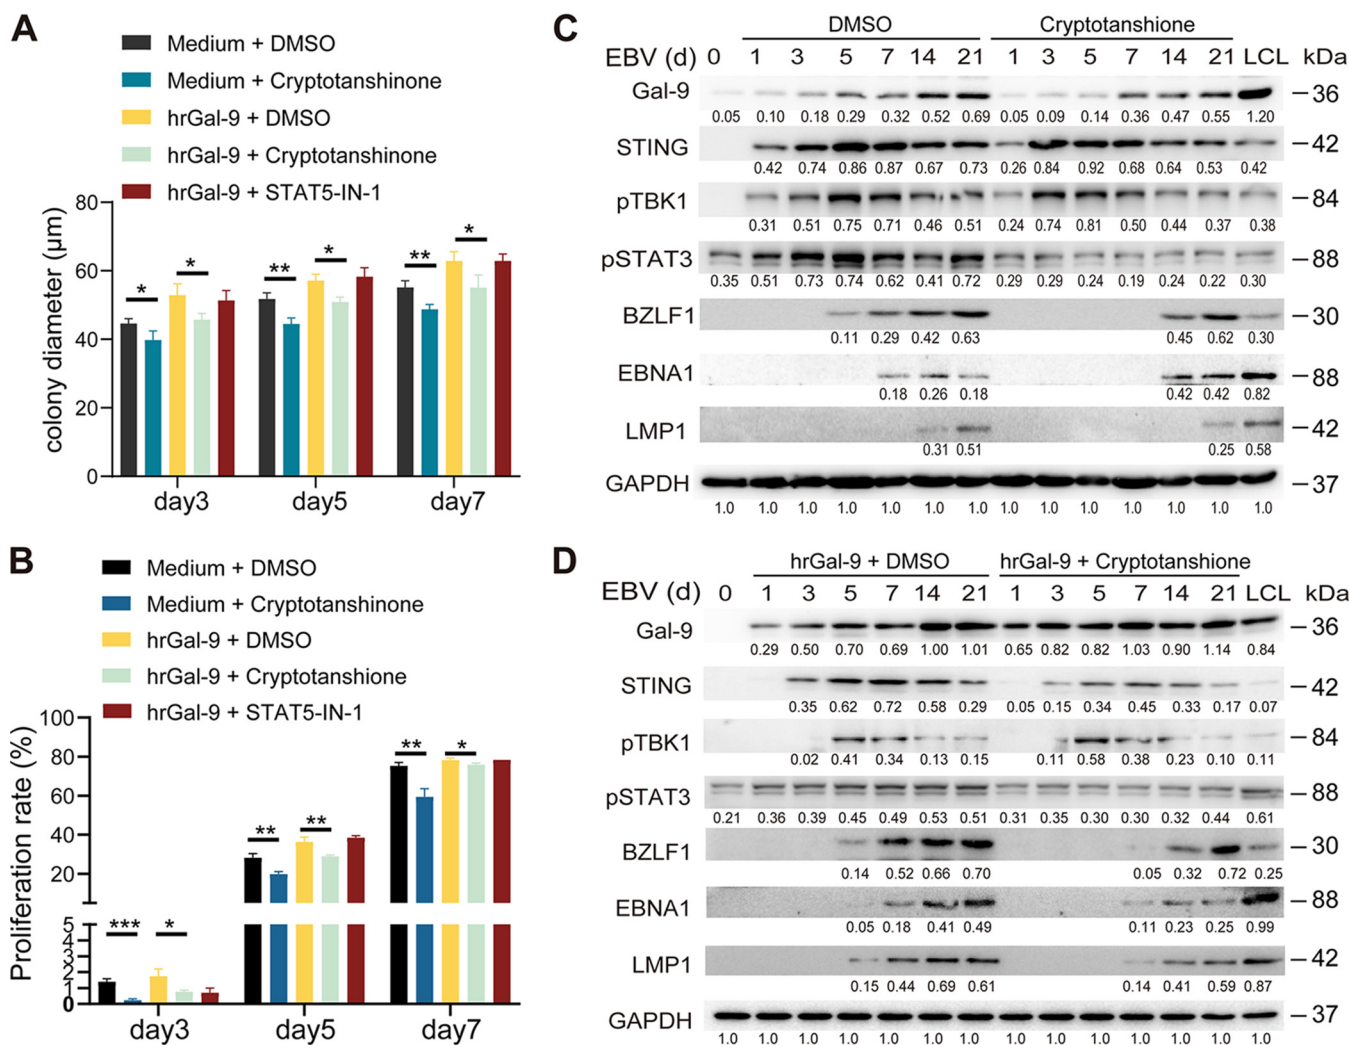 A
Medium + DMSO
Medium + Cryptotanshinone
hrGal-9 + DMSO
hrGal-9 + Cryptotanshinone
hrGal-9 + STAT5-IN-1
colony diameter (μm)
80
60
40
20
0
* * ** * ** *
day3 day5 day7
B
Medium + DMSO
Medium + Cryptotanshinone
hrGal-9 + DMSO
hrGal-9 + Cryptotanshione
hrGal-9 + STAT5-IN-1
Proliferation rate (%)
100
80
60
40
20
5
4
3
2
1
0
*** * ** ** ** *
day3 day5 day7
C
DMSO Cryptotanshione
EBV (d) 0 1 3 5 7 14 21 1 3 5 7 14 21 LCL kDa
Gal-9 36
0.05 0.10 0.18 0.29 0.32 0.52 0.69 0.05 0.09 0.14 0.36 0.47 0.55 1.20
STING 42
0.42 0.74 0.86 0.87 0.67 0.73 0.26 0.84 0.92 0.68 0.64 0.53 0.42
pTBK1 84
0.31 0.51 0.75 0.71 0.46 0.51 0.24 0.74 0.81 0.50 0.44 0.37 0.38
pSTAT3 88
0.35 0.51 0.73 0.74 0.62 0.41 0.72 0.29 0.29 0.24 0.19 0.24 0.22 0.30
BZLF1 30
0.11 0.29 0.42 0.63 0.45 0.62 0.30
EBNA1 88
0.18 0.26 0.18 0.42 0.42 0.82
LMP1 42
0.31 0.51 0.25 0.58
GAPDH 37
1.0 1.0 1.0 1.0 1.0 1.0 1.0 1.0 1.0 1.0 1.0 1.0 1.0 1.0
D
hrGal-9 + DMSO hrGal-9 + Cryptotanshione
EBV (d) 0 1 3 5 7 14 21 1 3 5 7 14 21 LCL kDa
Gal-9 36
0.29 0.50 0.70 0.69 1.00 1.01 0.65 0.82 0.82 1.03 0.90 1.14 0.84
STING 42
0.35 0.62 0.72 0.58 0.29 0.05 0.15 0.34 0.45 0.33 0.17 0.07
pTBK1 84
0.02 0.41 0.34 0.13 0.15 0.11 0.58 0.38 0.23 0.10 0.11
pSTAT3 88
0.21 0.36 0.39 0.45 0.49 0.53 0.51 0.31 0.35 0.30 0.30 0.32 0.44 0.61
BZLF1 30
0.14 0.52 0.66 0.70 0.05 0.32 0.72 0.25
EBNA1 88
0.05 0.18 0.41 0.49 0.11 0.23 0.25 0.99
LMP1 42
0.15 0.44 0.69 0.61 0.14 0.41 0.59 0.87
GAPDH 37
1.0 1.0 1.0 1.0 1.0 1.0 1.0 1.0 1.0 1.0 1.0 1.0 1.0 1.0